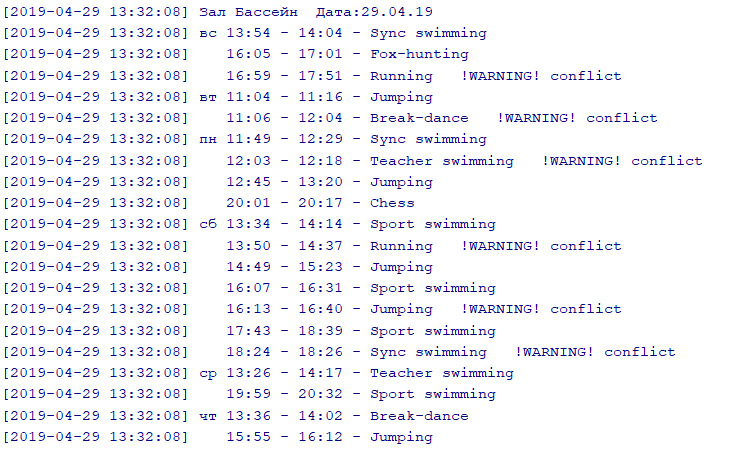 [2019-04-29 13:32:08] Зал Бассейн  Дата:29.04.19
[2019-04-29 13:32:08] вс 13:54 - 14:04 - Sync swimming
[2019-04-29 13:32:08]    16:05 - 17:01 - Fox-hunting
[2019-04-29 13:32:08]    16:59 - 17:51 - Running   !WARNING! conflict
[2019-04-29 13:32:08] вт 11:04 - 11:16 - Jumping
[2019-04-29 13:32:08]    11:06 - 12:04 - Break-dance   !WARNING! conflict
[2019-04-29 13:32:08] пн 11:49 - 12:29 - Sync swimming
[2019-04-29 13:32:08]    12:03 - 12:18 - Teacher swimming   !WARNING! conflict
[2019-04-29 13:32:08]    12:45 - 13:20 - Jumping
[2019-04-29 13:32:08]    20:01 - 20:17 - Chess
[2019-04-29 13:32:08] сб 13:34 - 14:14 - Sport swimming
[2019-04-29 13:32:08]    13:50 - 14:37 - Running   !WARNING! conflict
[2019-04-29 13:32:08]    14:49 - 15:23 - Jumping
[2019-04-29 13:32:08]    16:07 - 16:31 - Sport swimming
[2019-04-29 13:32:08]    16:13 - 16:40 - Jumping   !WARNING! conflict
[2019-04-29 13:32:08]    17:43 - 18:39 - Sport swimming
[2019-04-29 13:32:08]    18:24 - 18:26 - Sync swimming   !WARNING! conflict
[2019-04-29 13:32:08] ср 13:26 - 14:17 - Teacher swimming
[2019-04-29 13:32:08]    19:59 - 20:32 - Sport swimming
[2019-04-29 13:32:08] чт 13:36 - 14:02 - Break-dance
[2019-04-29 13:32:08]    15:55 - 16:12 - Jumping